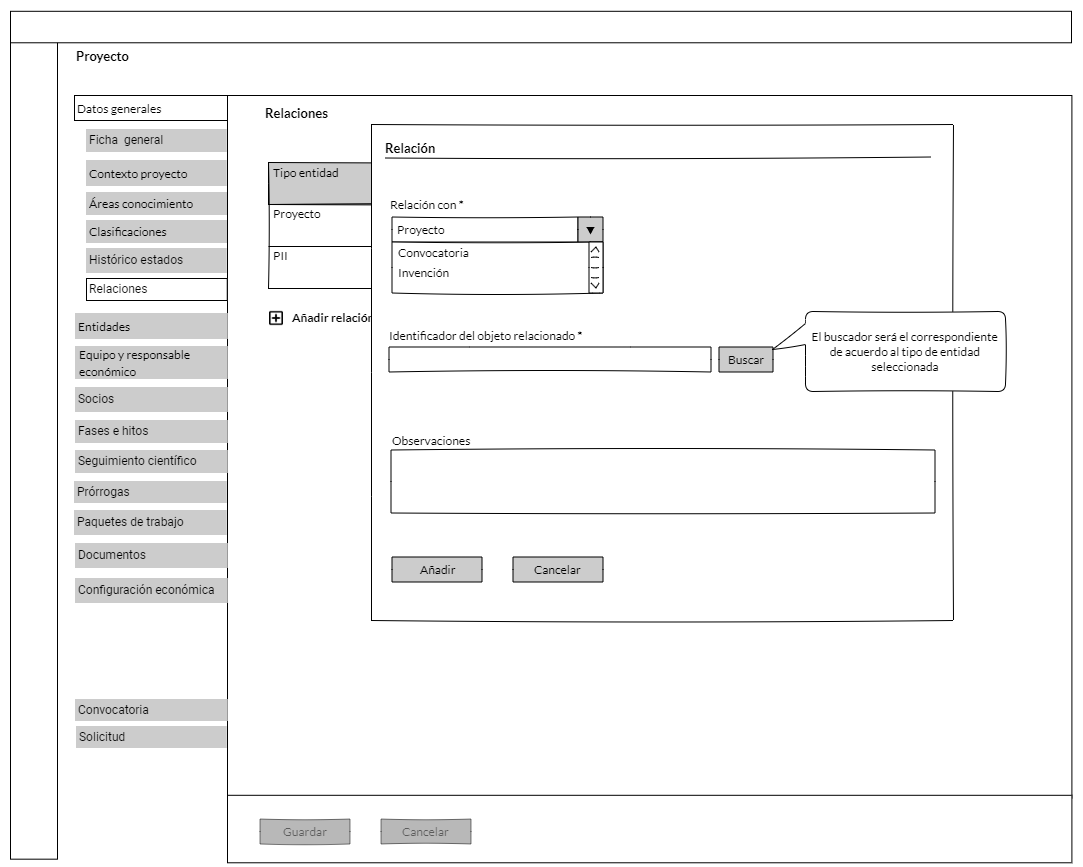 Proyecto
Datos generales
Ficha general
Contexto proyecto
Áreas conocimiento
Clasificaciones
Histórico estados
Relaciones
Entidades
Equipo y responsable
económico
Socios
Fases e hitos
Seguimiento científico
Prórrogas
Paquetes de trabajo
Documentos
Configuración económica
Convocatoria
Solicitud
Relaciones
Tipo entidad
Proyecto
PII
Añadir relación
Relación
Relación con *
Proyecto
Convocatoria
Invención
Identificador del objeto relacionado *
Buscar
El buscador será el correspondiente
de acuerdo al tipo de entidad
seleccionada
Observaciones
Añadir
Cancelar
Guardar
Cancelar